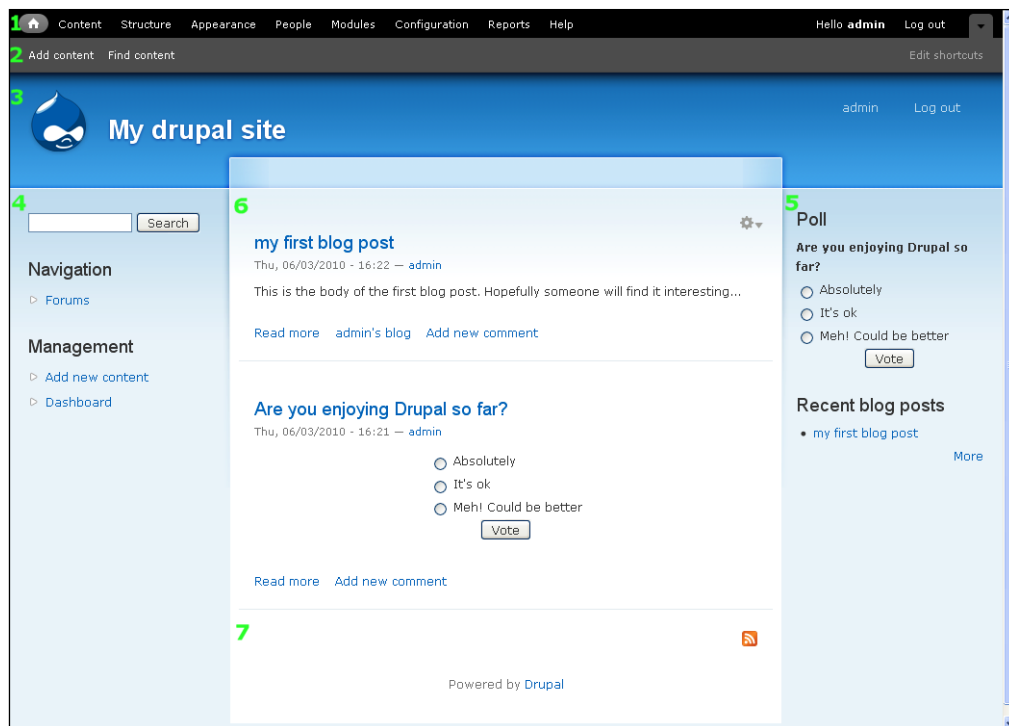 1 Content Structure Appearance People Modules Configuration Reports Help Hello admin Log out
2 Add content Find content Edit shortcuts
3 admin Log out
My drupal site
4
Search
Navigation
Forums
Management
Add new content
Dashboard
6
my first blog post
Thu, 06/03/2010 - 16:22 — admin
This is the body of the first blog post. Hopefully someone will find it interesting...
Read more admin's blog Add new comment
Are you enjoying Drupal so far?
Thu, 06/03/2010 - 16:21 — admin
Absolutely
It's ok
Meh! Could be better
Vote
Read more Add new comment
7
Powered by Drupal
5
Poll
Are you enjoying Drupal so
far?
Absolutely
It's ok
Meh! Could be better
Vote
Recent blog posts
my first blog post
More